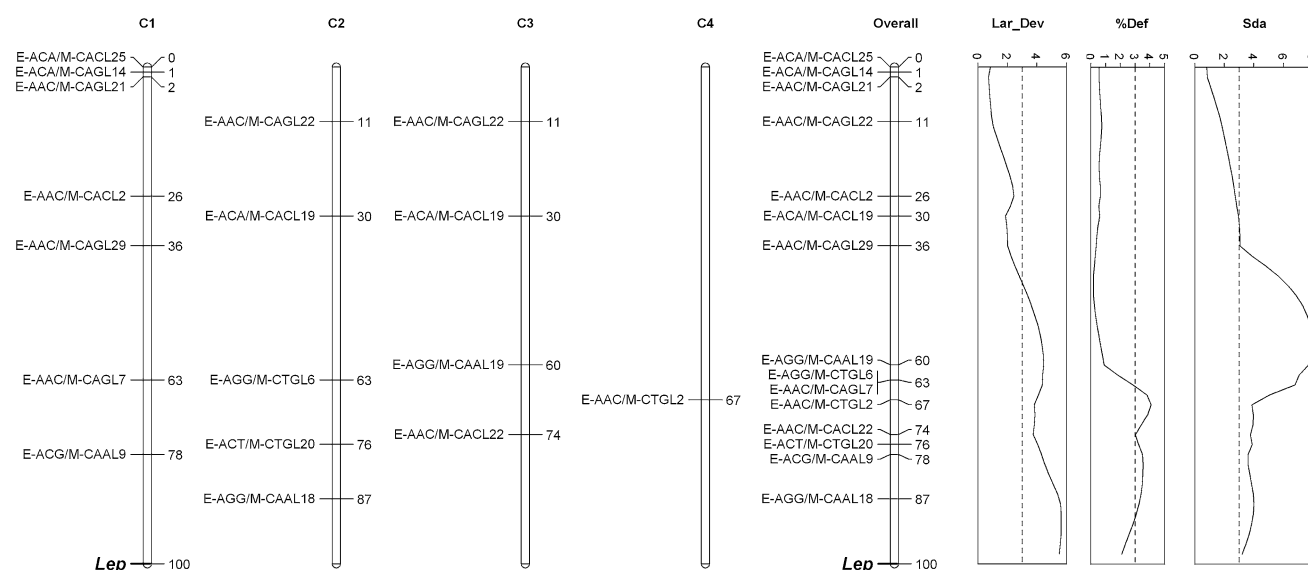 C1 C2 C3 C4 Overall Lar_Dev %Def Sda
E-ACA/M-CACL25 0
E-ACA/M-CAGL14 1
E-AAC/M-CAGL21 2
E-AAC/M-CACL2 26
E-AAC/M-CAGL29 36
E-AAC/M-CAGL7 63
E-ACG/M-CAAL9 78
Lep 100
E-AAC/M-CAGL22 11
E-ACA/M-CACL19 30
E-AGG/M-CTGL6 63
E-ACT/M-CTGL20 76
E-AGG/M-CAAL18 87
E-AAC/M-CAGL22 11
E-ACA/M-CACL19 30
E-AGG/M-CAAL19 60
E-AAC/M-CACL22 74
E-AAC/M-CTGL2 67
E-ACA/M-CACL25 0
E-ACA/M-CAGL14 1
E-AAC/M-CAGL21 2
E-AAC/M-CAGL22 11
E-AAC/M-CACL2 26
E-ACA/M-CACL19 30
E-AAC/M-CAGL29 36
E-AGG/M-CAAL19 60
E-AGG/M-CTGL6 63
E-AAC/M-CAGL7
E-AAC/M-CTGL2 67
E-AAC/M-CACL22 74
E-ACT/M-CTGL20 76
E-ACG/M-CAAL9 78
E-AGG/M-CAAL18 87
Lep 100
0 2 4 6
0 1 2 3 4 5
0 2 4 6